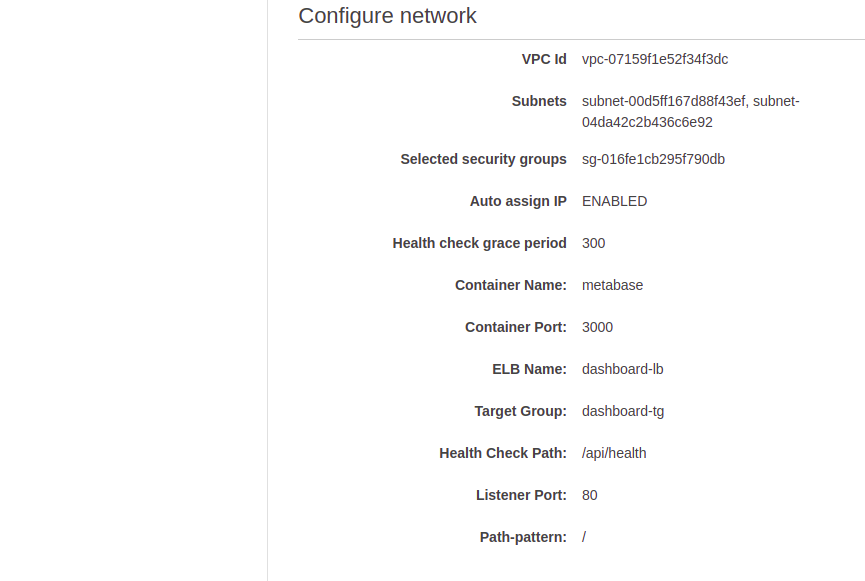 Configure network
VPC Id vpc-07159f1e52f34f3dc
Subnets subnet-00d5ff167d88f43ef, subnet-
04da42c2b436c6e92
Selected security groups sg-016fe1cb295f790db
Auto assign IP ENABLED
Health check grace period 300
Container Name: metabase
Container Port: 3000
ELB Name: dashboard-lb
Target Group: dashboard-tg
Health Check Path: /api/health
Listener Port: 80
Path-pattern: /